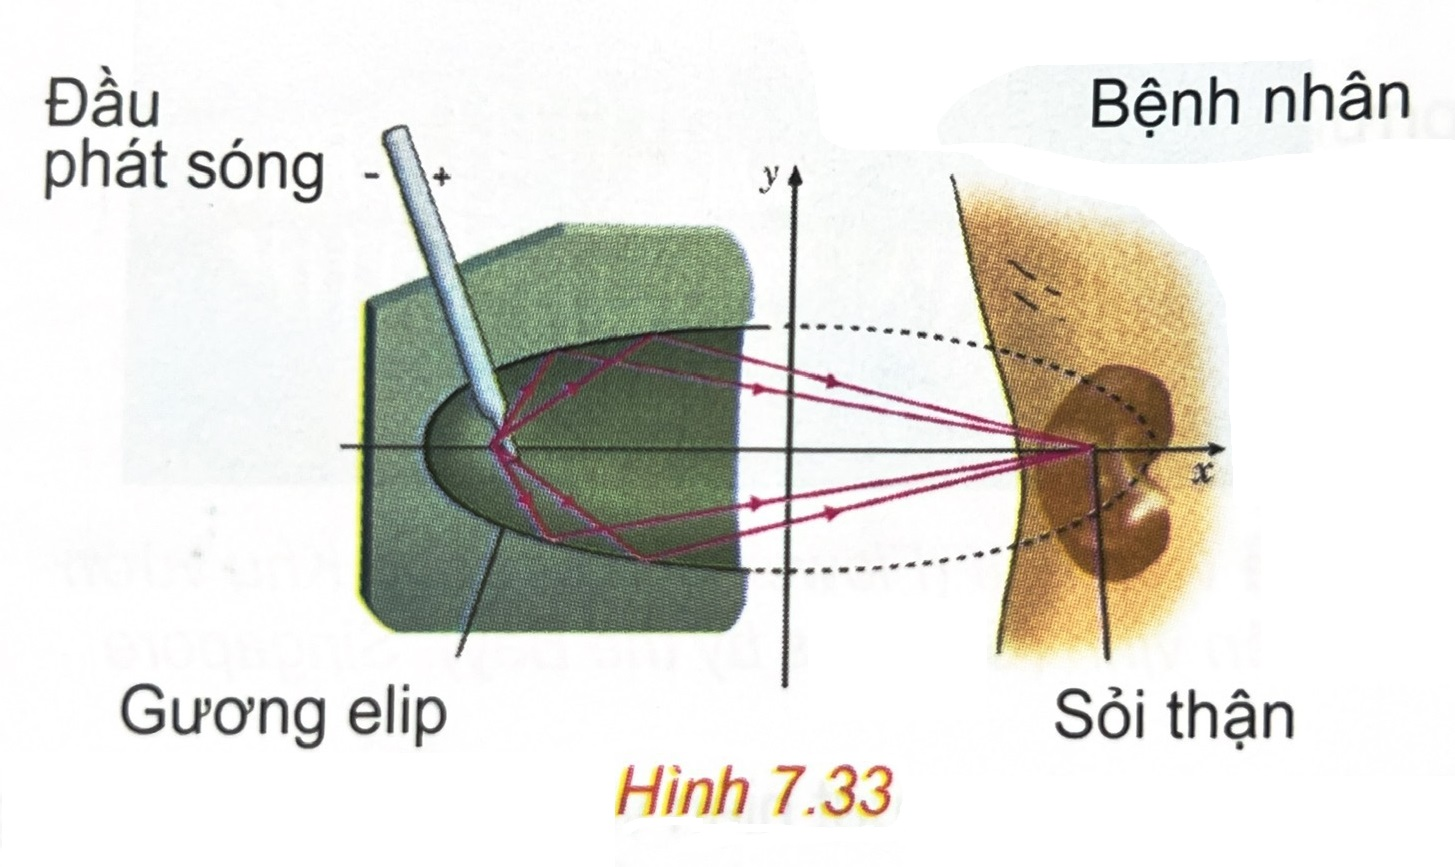 Đầu
phát sóng
- +
Bệnh nhân
y
x
Gương elip
Sỏi thận
Hình 7.33